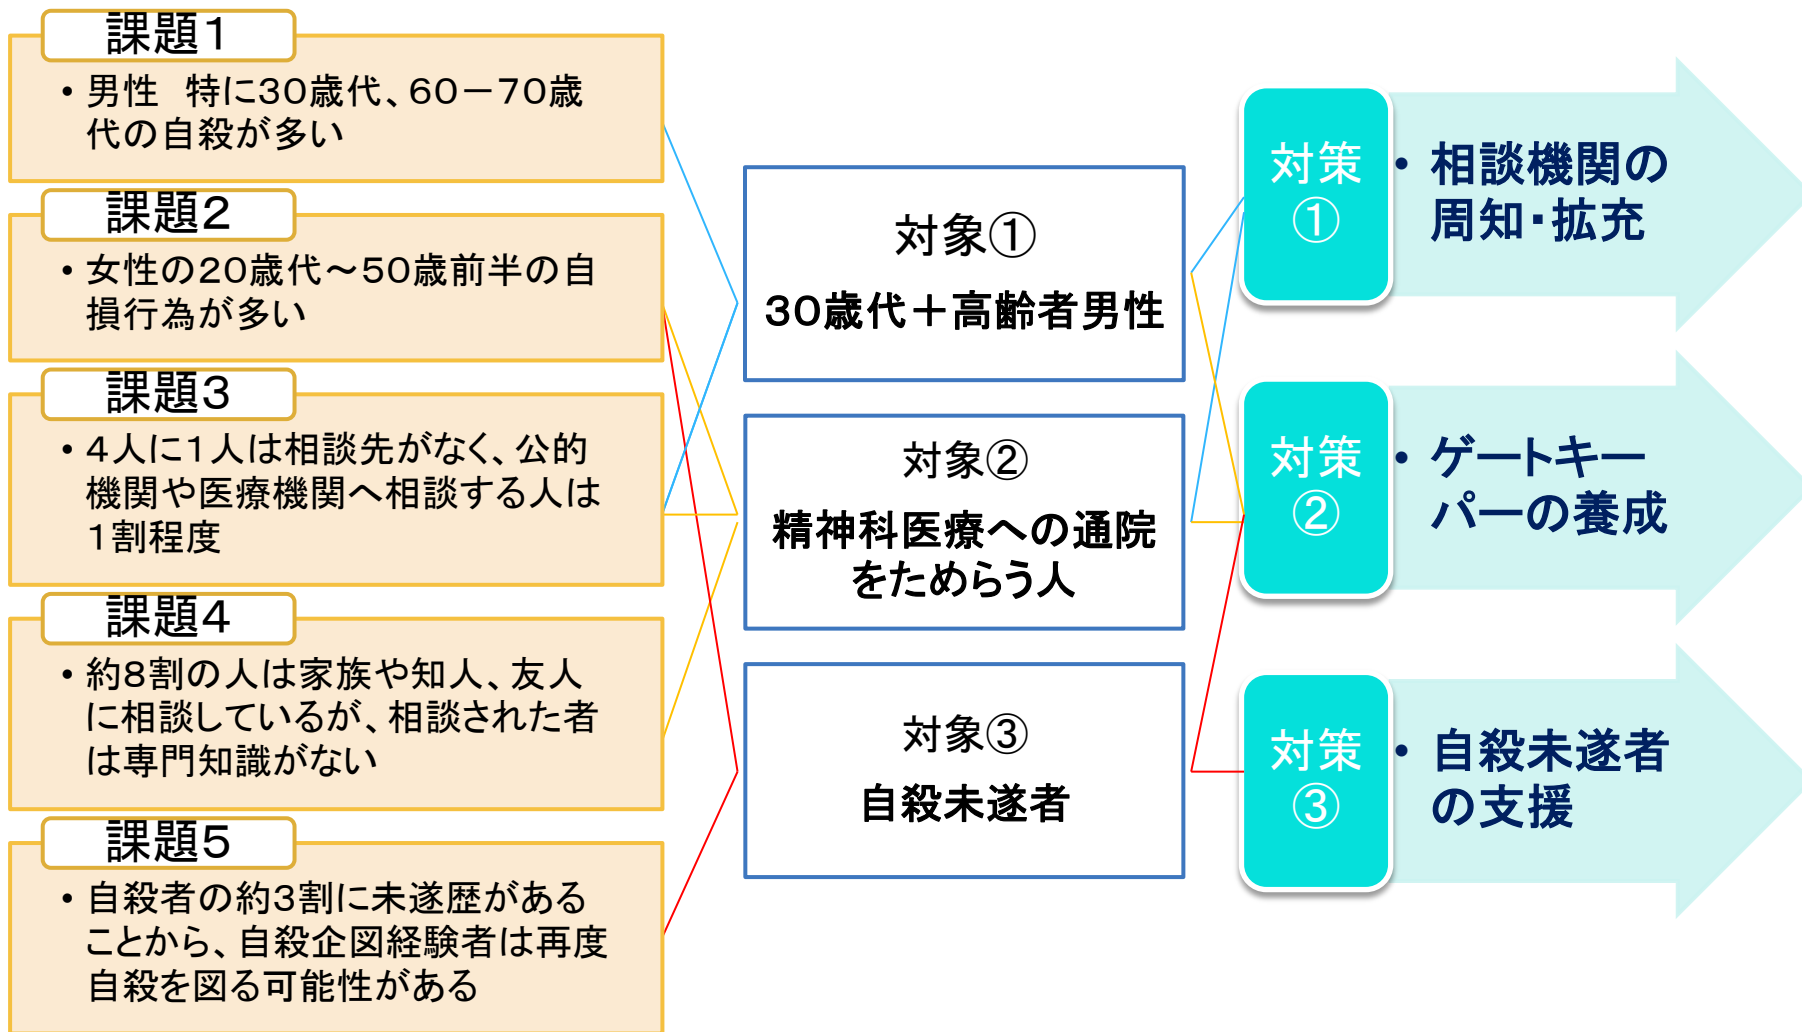 課題1
・男性　特に30歳代、60－70歳
代の自殺が多い
課題2
・女性の20歳代～50歳前半の自
損行為が多い
課題3
・4人に1人は相談先がなく、公的
機関や医療機関へ相談する人は
1割程度
課題4
・約8割の人は家族や知人、友人
に相談しているが、相談された者
は専門知識がない
課題5
・自殺者の約3割に未遂歴がある
ことから、自殺企図経験者は再度
自殺を図る可能性がある
対象①
30歳代＋高齢者男性
対象②
精神科医療への通院
をためらう人
対象③
自殺未遂者
対策
①
・相談機関の
周知・拡充
対策
②
・ゲートキー
パーの養成
対策
③
・自殺未遂者
の支援